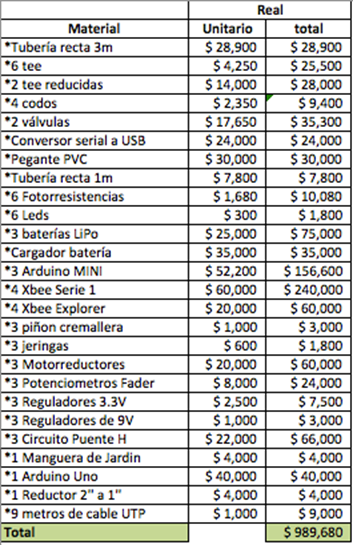 Real
Material Unitario total
*Tubería recta 3m $ 28,900 $ 28,900
*6 tee $ 4,250 $ 25,500
*2 tee reducidas $ 14,000 $ 28,000
*4 codos $ 2,350 $ 9,400
*2 válvulas $ 17,650 $ 35,300
*Conversor serial a USB $ 24,000 $ 24,000
*Pegante PVC $ 30,000 $ 30,000
*Tubería recta 1m $ 7,800 $ 7,800
*6 Fotorresistencias $ 1,680 $ 10,080
*6 Leds $ 300 $ 1,800
*3 baterías LiPo $ 25,000 $ 75,000
*Cargador batería $ 35,000 $ 35,000
*3 Arduino MINI $ 52,200 $ 156,600
*4 Xbee Serie 1 $ 60,000 $ 240,000
*4 Xbee Explorer $ 20,000 $ 60,000
*3 piñon cremallera $ 1,000 $ 3,000
*3 jeringas $ 600 $ 1,800
*3 Motorreductores $ 20,000 $ 60,000
*3 Potenciometros Fader $ 8,000 $ 24,000
*3 Reguladores 3.3V $ 2,500 $ 7,500
*3 Reguladores de 9V $ 1,000 $ 3,000
*3 Circuito Puente H $ 22,000 $ 66,000
*1 Manguera de Jardin $ 4,000 $ 4,000
*1 Arduino Uno $ 40,000 $ 40,000
*1 Reductor 2" a 1" $ 4,000 $ 4,000
*9 metros de cable UTP $ 1,000 $ 9,000
Total $ 989,680